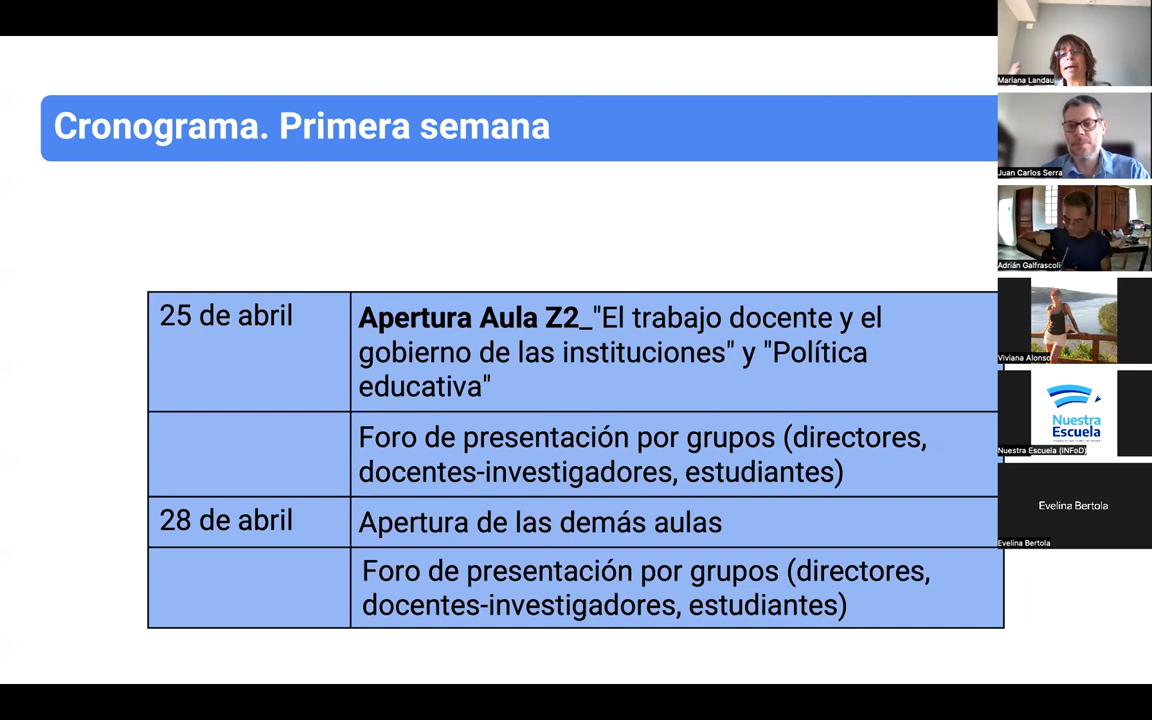 Cronograma. Primera semana
25 de abril
Apertura Aula Z2_"El trabajo docente y el
gobierno de las instituciones" y "Política
educativa"
Foro de presentación por grupos (directores,
docentes-investigadores, estudiantes)
28 de abril
Apertura de las demás aulas
Foro de presentación por grupos (directores,
docentes-investigadores, estudiantes)
Mariana Landau
Juan Carlos Serra
Adrián Galfrascoli
Viviana Alonso
Nuestra
Escuela
Nuestra Escuela (INFoD)
Evelina Bertola
Evelina Bertola